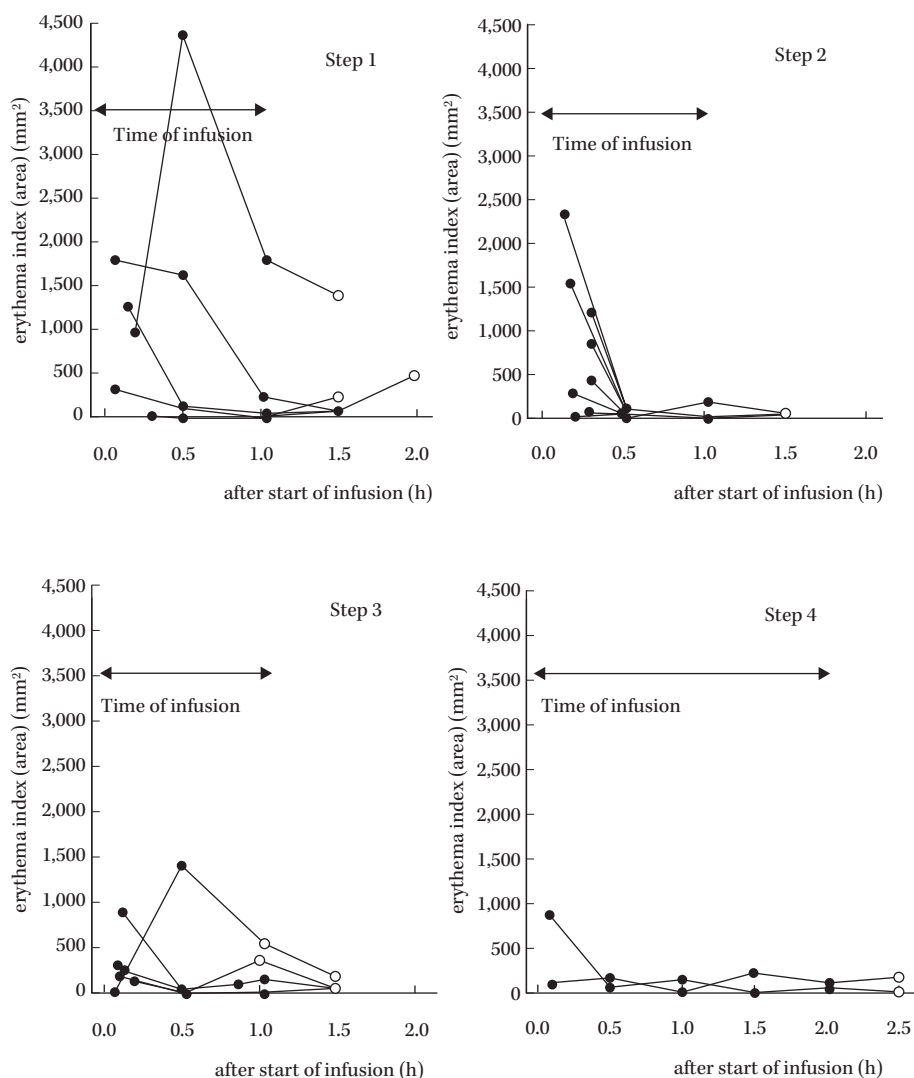 4,500
4,000
3,500
3,000
2,500
2,000
1,500
1,000
500
0
erythema index (area) (mm²)
Step 1
Time of infusion
0.0 0.5 1.0 1.5 2.0
after start of infusion (h)
4,500
4,000
3,500
3,000
2,500
2,000
1,500
1,000
500
0
erythema index (area) (mm²)
Step 2
Time of infusion
0.0 0.5 1.0 1.5 2.0
after start of infusion (h)
4,500
4,000
3,500
3,000
2,500
2,000
1,500
1,000
500
0
erythema index (area) (mm²)
Step 3
Time of infusion
0.0 0.5 1.0 1.5 2.0
after start of infusion (h)
4,500
4,000
3,500
3,000
2,500
2,000
1,500
1,000
500
0
erythema index (area) (mm²)
Step 4
Time of infusion
0.0 0.5 1.0 1.5 2.0 2.5
after start of infusion (h)